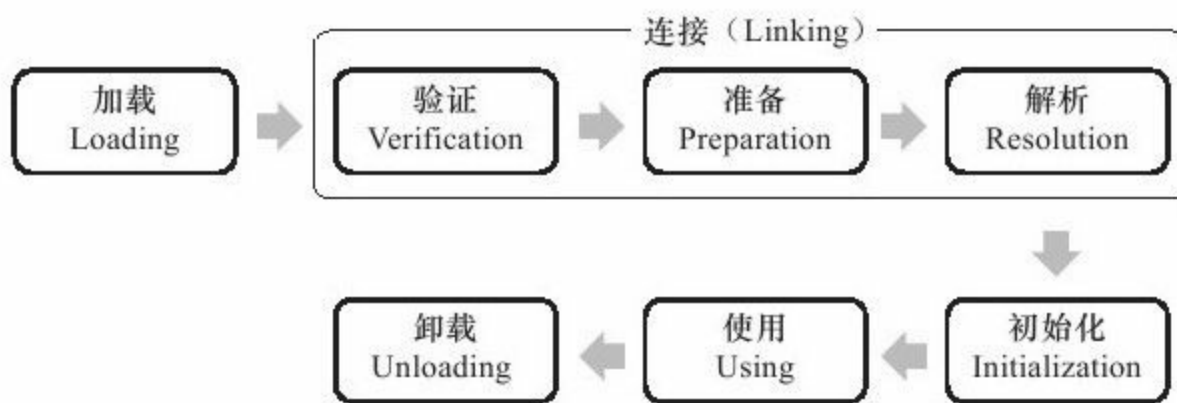 连接（Linking）
加载
Loading
验证
Verification
准备
Preparation
解析
Resolution
卸载
Unloading
使用
Using
初始化
Initialization